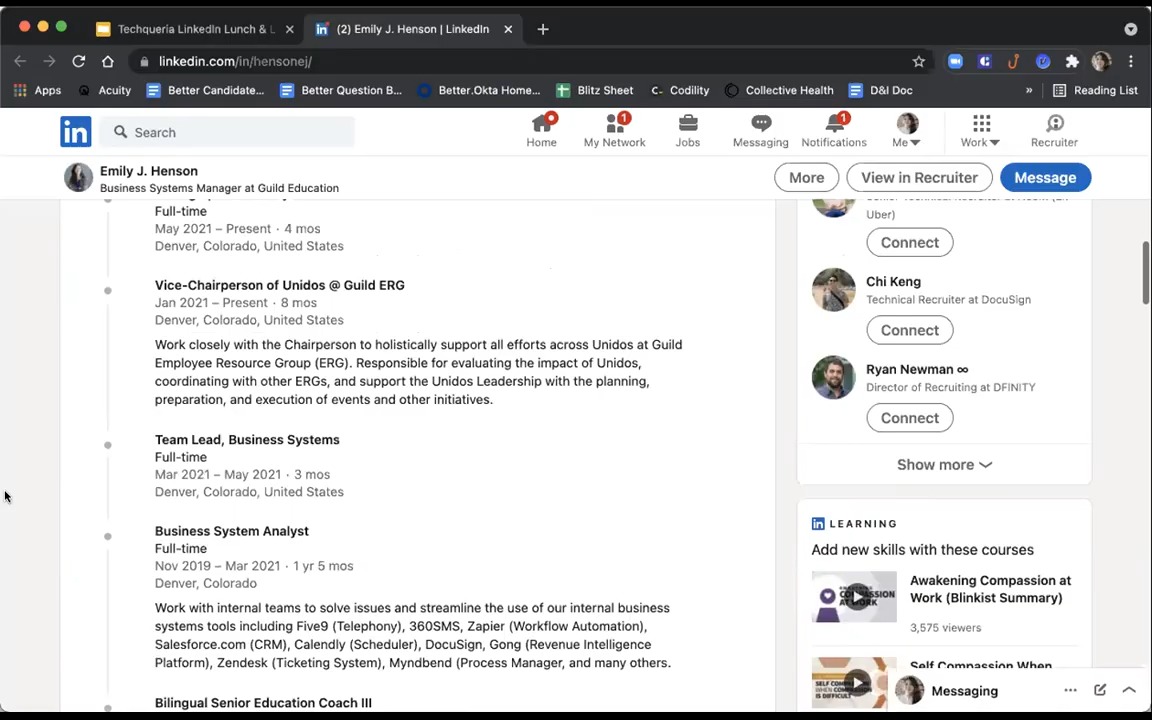 Techqueria LinkedIn Lunch & L
(2) Emily J. Henson | LinkedIn
linkedin.com/in/hensonej/
Apps
Acuity
Better Candidate...
Better Question B...
Better.Okta Home...
Blitz Sheet
Codility
Collective Health
D&I Doc
»
Reading List
in
Search
Home
1
My Network
Jobs
Messaging
1
Notifications
Me
Work
Recruiter
Emily J. Henson
Business Systems Manager at Guild Education
More
View in Recruiter
Message
Full-time
May 2021 – Present · 4 mos
Denver, Colorado, United States
Vice-Chairperson of Unidos @ Guild ERG
Jan 2021 – Present · 8 mos
Denver, Colorado, United States
Work closely with the Chairperson to holistically support all efforts across Unidos at Guild
Employee Resource Group (ERG). Responsible for evaluating the impact of Unidos,
coordinating with other ERGs, and support the Unidos Leadership with the planning,
preparation, and execution of events and other initiatives.
Team Lead, Business Systems
Full-time
Mar 2021 – May 2021 · 3 mos
Denver, Colorado, United States
Business System Analyst
Full-time
Nov 2019 – Mar 2021 · 1 yr 5 mos
Denver, Colorado
Work with internal teams to solve issues and streamline the use of our internal business
systems tools including Five9 (Telephony), 360SMS, Zapier (Workflow Automation),
Salesforce.com (CRM), Calendly (Scheduler), DocuSign, Gong (Revenue Intelligence
Platform), Zendesk (Ticketing System), Myndbend (Process Manager, and many others.
Bilingual Senior Education Coach III
Uber)
Connect
Chi Keng
Technical Recruiter at DocuSign
Connect
Ryan Newman ∞
Director of Recruiting at DFINITY
Connect
Show more
in LEARNING
Add new skills with these courses
Awakening Compassion at
Work (Blinkist Summary)
3,575 viewers
Self Compassion When
Messaging